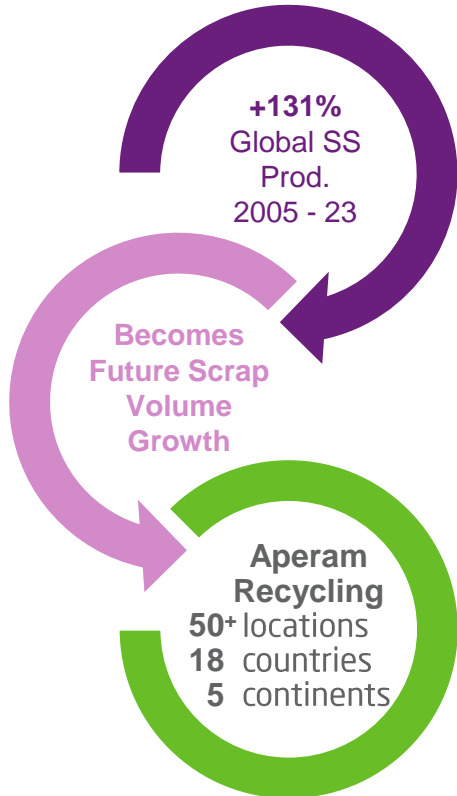 +131%
Global SS
Prod.
2005 - 23
Becomes
Future Scrap
Volume
Growth
Aperam
Recycling
50+ locations
18 countries
5 continents